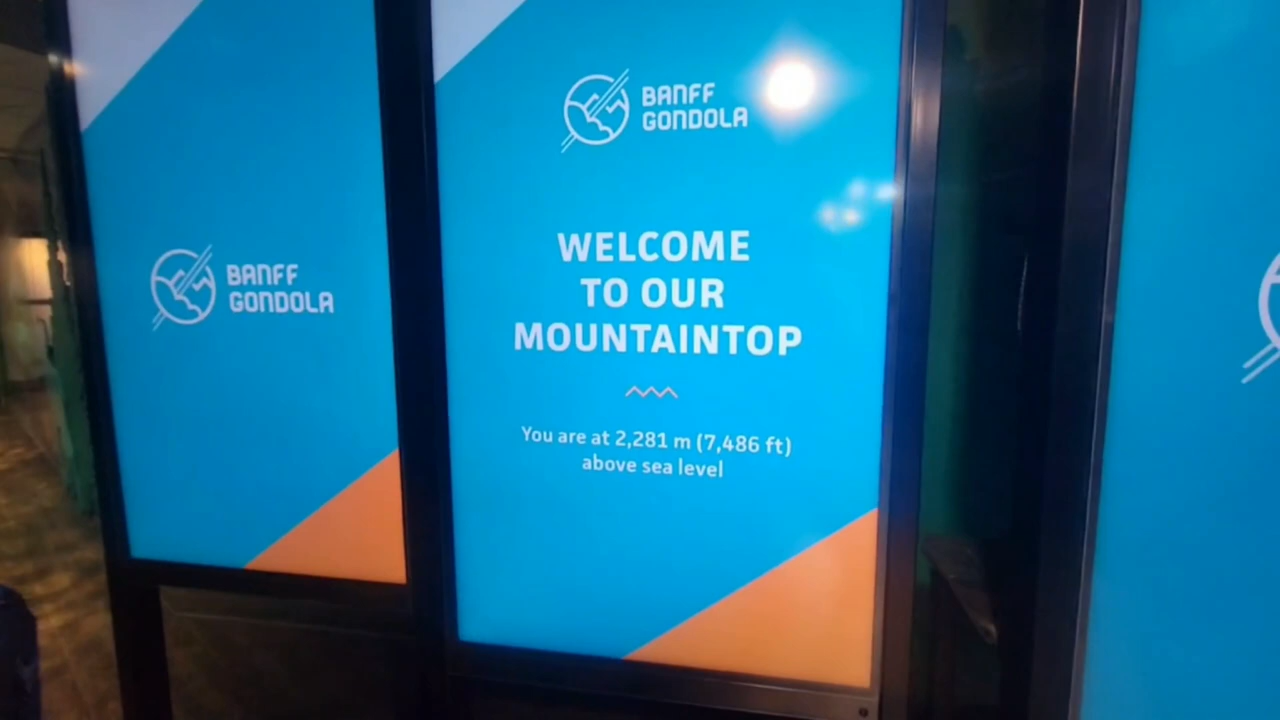 BANFF
GONDOLA
BANFF
GONDOLA
WELCOME
TO OUR
MOUNTAINTOP
You are at 2,281 m (7,486 ft)
above sea level